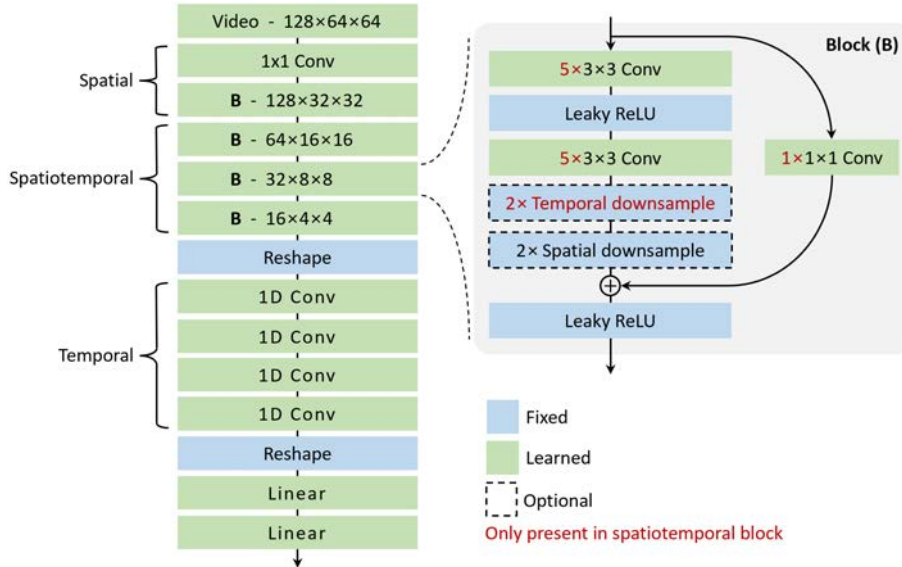 Video - 128×64×64
Spatial
1x1 Conv
B - 128×32×32
Spatiotemporal
B - 64×16×16
B - 32×8×8
B - 16×4×4
Reshape
Temporal
1D Conv
1D Conv
1D Conv
1D Conv
Reshape
Linear
Linear
Block (B)
5×3×3 Conv
Leaky ReLU
5×3×3 Conv
1×1×1 Conv
2× Temporal downsample
2× Spatial downsample
+
Leaky ReLU
Fixed
Learned
Optional
Only present in spatiotemporal block